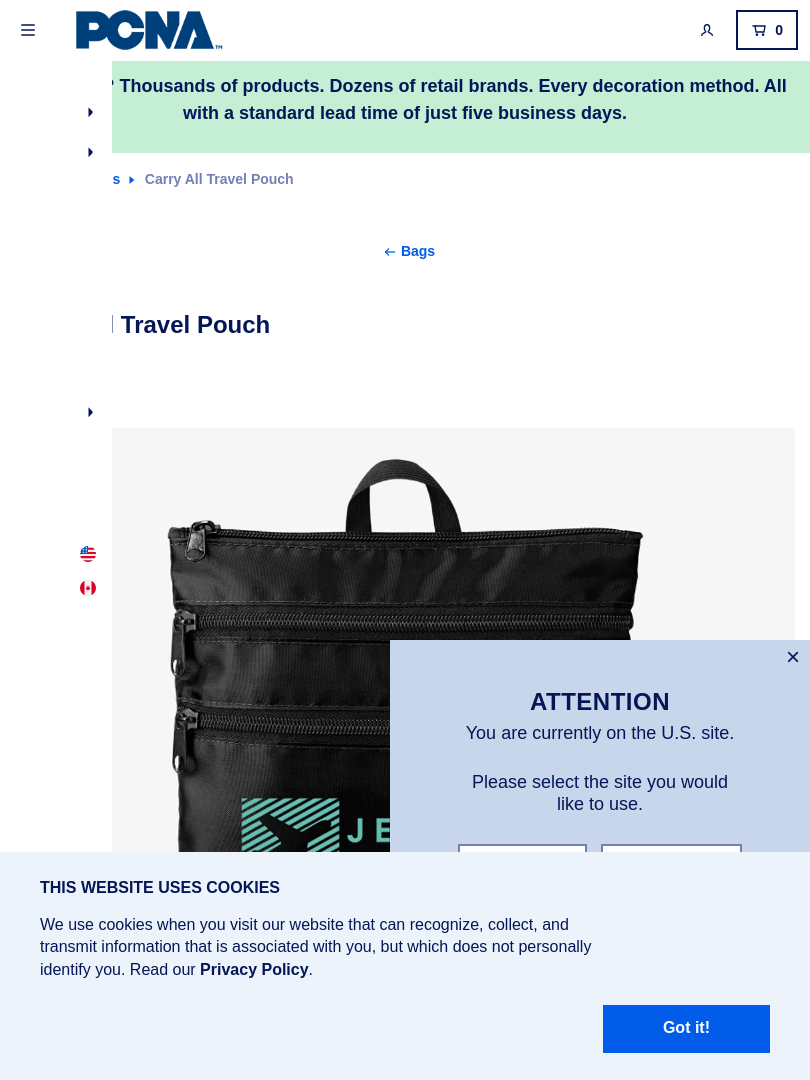 PCNA™
0
? Thousands of products. Dozens of retail brands. Every decoration method. All
with a standard lead time of just five business days.
s Carry All Travel Pouch
Bags
Travel Pouch
ATTENTION
You are currently on the U.S. site.
Please select the site you would
like to use.
JE
THIS WEBSITE USES COOKIES
We use cookies when you visit our website that can recognize, collect, and
transmit information that is associated with you, but which does not personally
identify you. Read our Privacy Policy.
Got it!